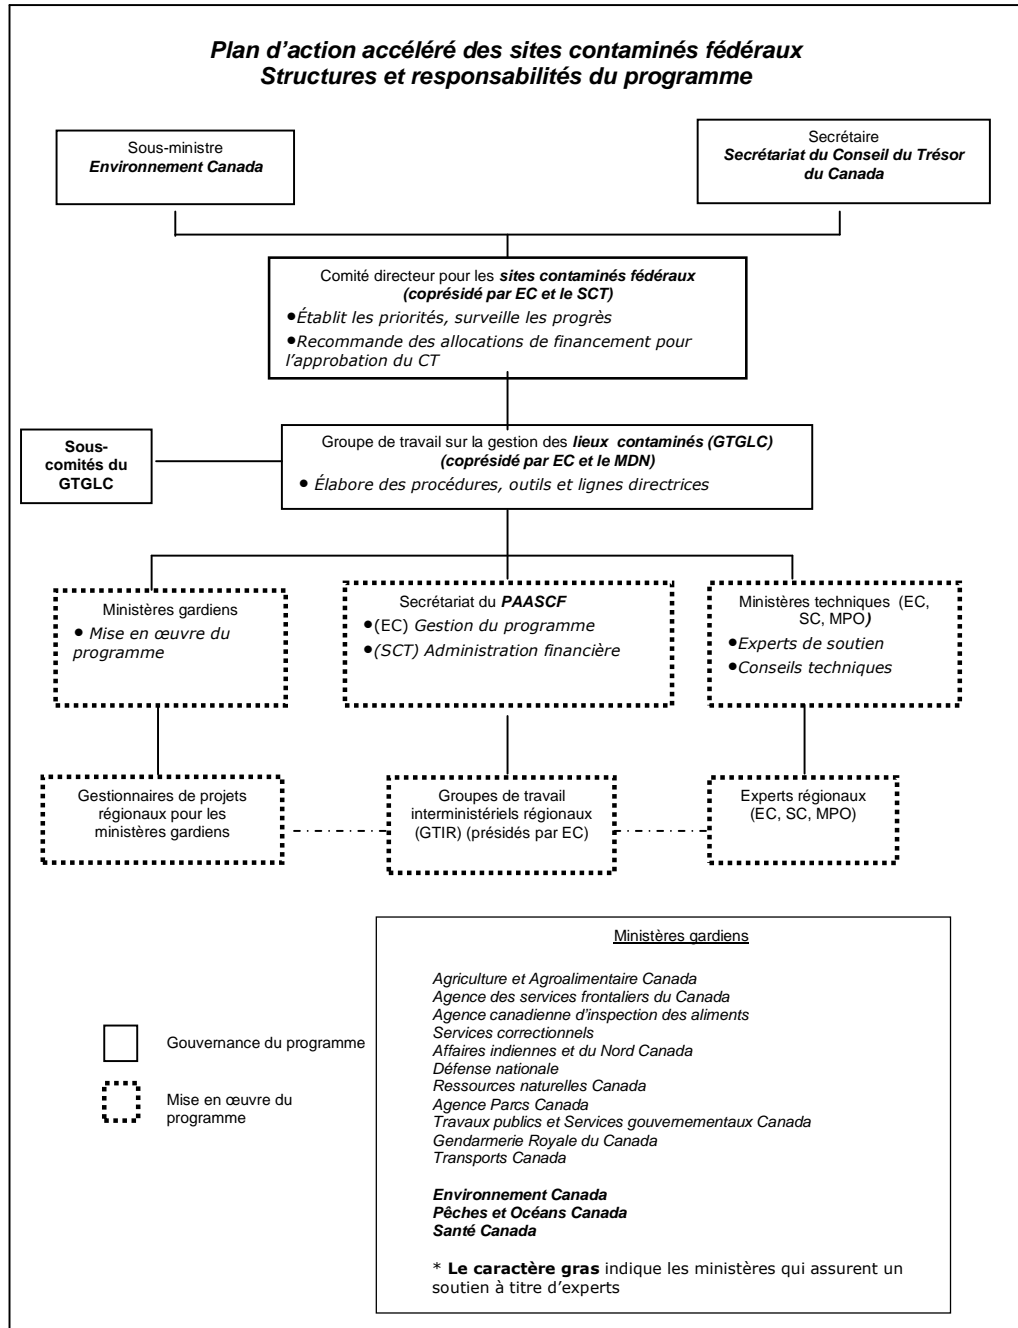 Plan d’action accéléré des sites contaminés fédéraux
Structures et responsabilités du programme
Sous-ministre
Environnement Canada
Secrétaire
Secrétariat du Conseil du Trésor
du Canada
Comité directeur pour les sites contaminés fédéraux
(coprésidé par EC et le SCT)
●Établit les priorités, surveille les progrès
●Recommande des allocations de financement pour
l’approbation du CT
Sous-
comités du
GTGLC
Groupe de travail sur la gestion des lieux contaminés (GTGLC)
(coprésidé par EC et le MDN)
● Élabore des procédures, outils et lignes directrices
Ministères gardiens
● Mise en œuvre du
programme
Secrétariat du PAASCF
●(EC) Gestion du programme
●(SCT) Administration financière
Ministères techniques (EC,
SC, MPO)
●Experts de soutien
●Conseils techniques
Gestionnaires de projets
régionaux pour les
ministères gardiens
Groupes de travail
interministériels régionaux
(GTIR) (présidés par EC)
Experts régionaux
(EC, SC, MPO)
Gouvernance du programme
Mise en œuvre du
programme
Ministères gardiens
Agriculture et Agroalimentaire Canada
Agence des services frontaliers du Canada
Agence canadienne d’inspection des aliments
Services correctionnels
Affaires indiennes et du Nord Canada
Défense nationale
Ressources naturelles Canada
Agence Parcs Canada
Travaux publics et Services gouvernementaux Canada
Gendarmerie Royale du Canada
Transports Canada
Environnement Canada
Pêches et Océans Canada
Santé Canada
* Le caractère gras indique les ministères qui assurent un
soutien à titre d’experts